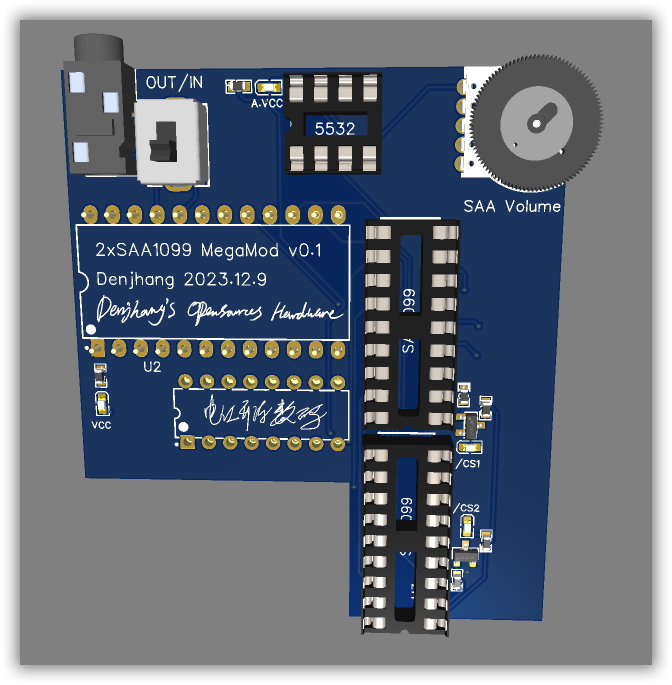 OUT/IN
A.VCC
5532
SAA Volume
2xSAA1099 MegaMod v0.1
Denjhang 2023.12.9
Denjhang's Opensources Hardware
U2
VCC
/CS1
/CS2